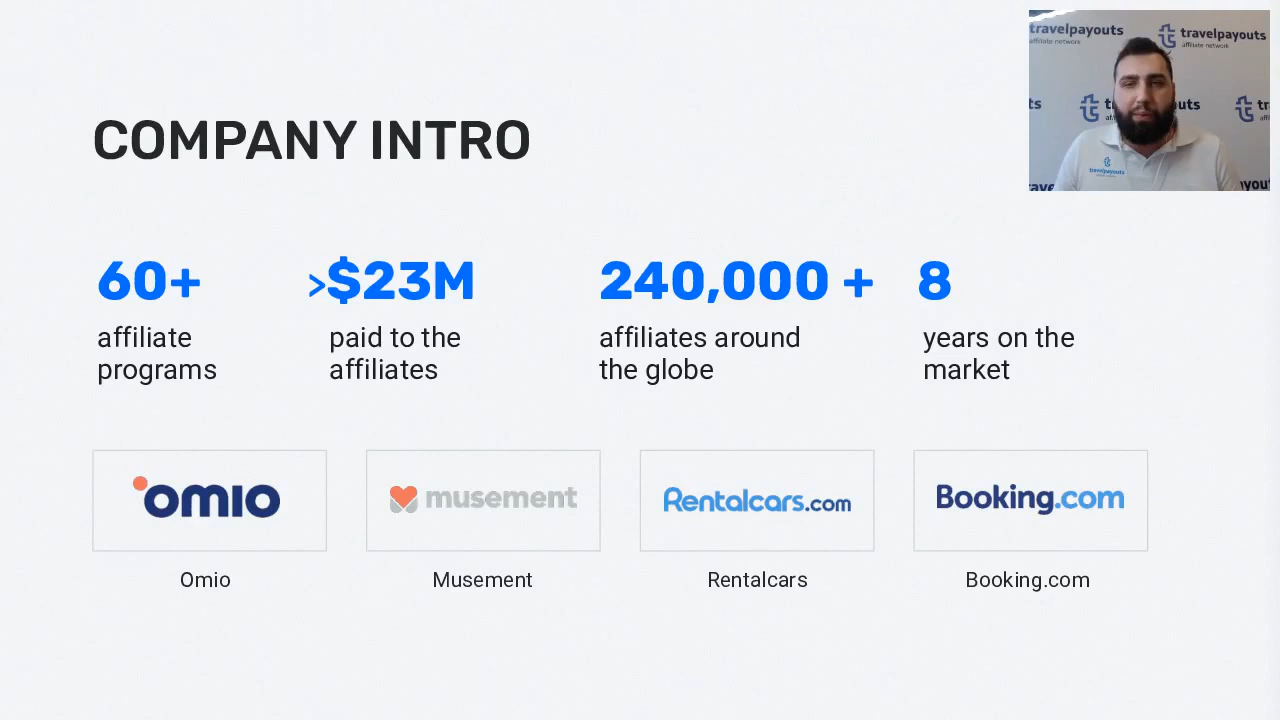 travelpayouts
affiliate network
travelpayouts
affiliate network
travelpayouts
COMPANY INTRO
60+
>$23M
240,000 +
8
affiliate
programs
paid to the
affiliates
affiliates around
the globe
years on the
market
omio
musement
Rentalcars.com
Booking.com
Omio
Musement
Rentalcars
Booking.com